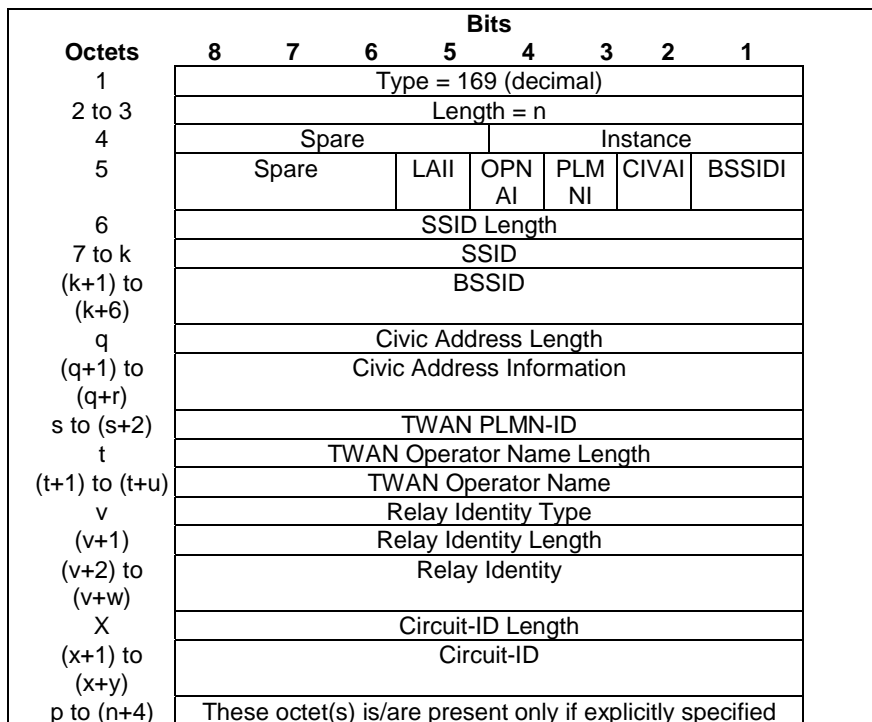 Bits
Octets 8 7 6 5 4 3 2 1
1 Type = 169 (decimal)
2 to 3 Length = n
4 Spare Instance
5 Spare LAII OPN PLM CIVAI BSSIDI
AI NI
6 SSID Length
7 to k SSID
(k+1) to BSSID
(k+6)
q Civic Address Length
(q+1) to Civic Address Information
(q+r)
s to (s+2) TWAN PLMN-ID
t TWAN Operator Name Length
(t+1) to (t+u) TWAN Operator Name
v Relay Identity Type
(v+1) Relay Identity Length
(v+2) to Relay Identity
(v+w)
X Circuit-ID Length
(x+1) to Circuit-ID
(x+y)
p to (n+4) These octet(s) is/are present only if explicitly specified